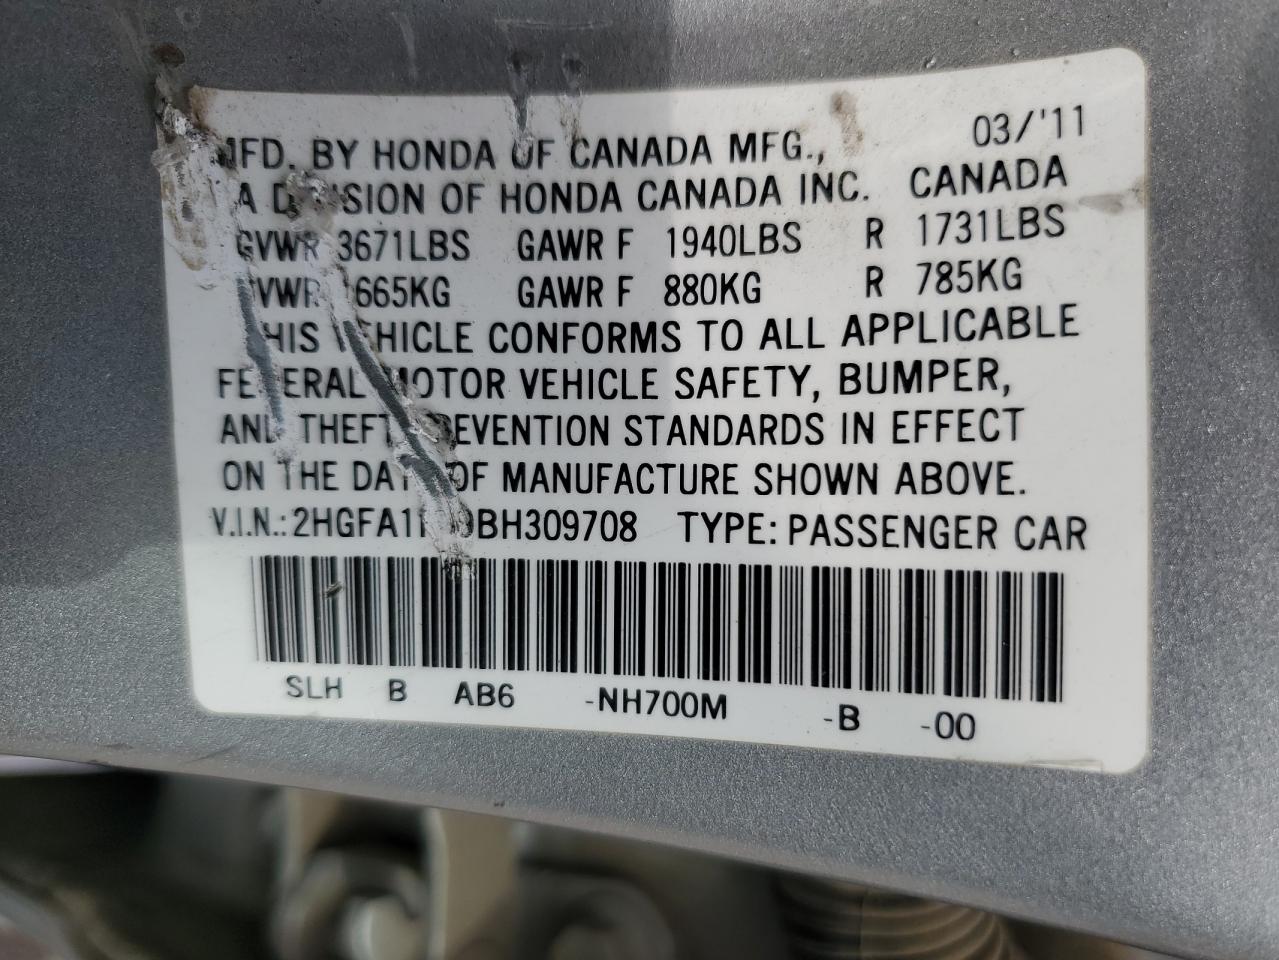 MFD. BY HONDA OF CANADA MFG., 03/'11
A DIVISION OF HONDA CANADA INC. CANADA
GVWR 3671LBS GAWR F 1940LBS R 1731LBS
GVWR 1665KG GAWR F 880KG R 785KG
THIS VEHICLE CONFORMS TO ALL APPLICABLE
FEDERAL MOTOR VEHICLE SAFETY, BUMPER,
AND THEFT PREVENTION STANDARDS IN EFFECT
ON THE DATE OF MANUFACTURE SHOWN ABOVE.
V.I.N.: TYPE: PASSENGER CAR
SLH B AB6 -NH700M -B -00